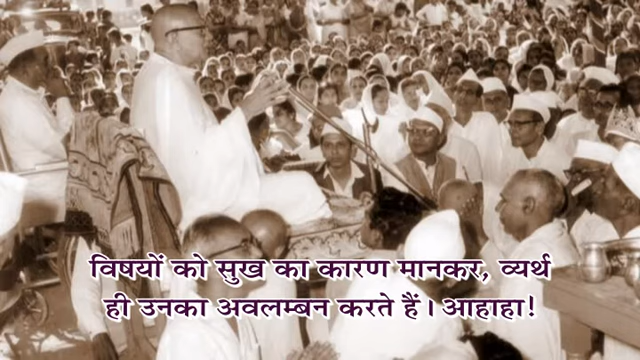 विषयों को सुख का कारण मानकर, व्यर्थ
ही उनका अवलम्बन करते हैं। आहाहा!